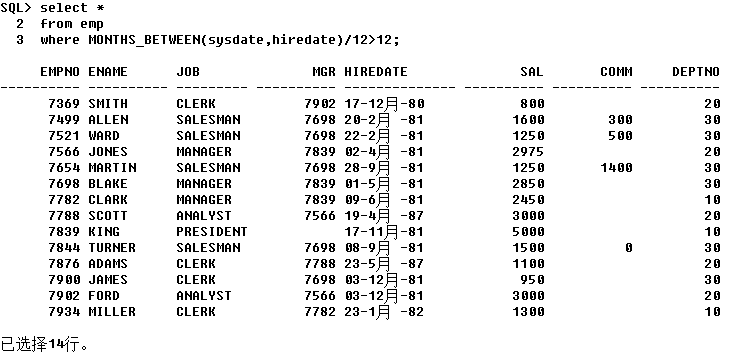 SQL> select *
  2  from emp
  3  where MONTHS_BETWEEN(sysdate,hiredate)/12>12;
     EMPNO ENAME      JOB              MGR HIREDATE              SAL       COMM     DEPTNO
---------- ---------- --------- ---------- -------------- ---------- ---------- ----------
      7369 SMITH      CLERK           7902 17-12月-80            800                    20
      7499 ALLEN      SALESMAN        7698 20-2月 -81           1600        300         30
      7521 WARD       SALESMAN        7698 22-2月 -81           1250        500         30
      7566 JONES      MANAGER         7839 02-4月 -81           2975                    20
      7654 MARTIN     SALESMAN        7698 28-9月 -81           1250       1400         30
      7698 BLAKE      MANAGER         7839 01-5月 -81           2850                    30
      7782 CLARK      MANAGER         7839 09-6月 -81           2450                    10
      7788 SCOTT      ANALYST         7566 19-4月 -87           3000                    20
      7839 KING       PRESIDENT            17-11月-81           5000                    10
      7844 TURNER     SALESMAN        7698 08-9月 -81           1500          0         30
      7876 ADAMS      CLERK           7788 23-5月 -87           1100                    20
      7900 JAMES      CLERK           7698 03-12月-81            950                    30
      7902 FORD       ANALYST         7566 03-12月-81           3000                    20
      7934 MILLER     CLERK           7782 23-1月 -82           1300                    10
已选择14行。